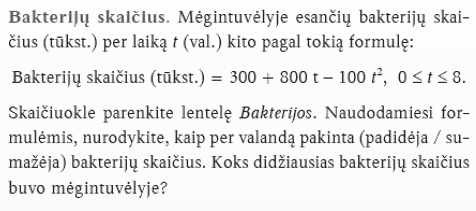 Bakterijų skaičius. Mėgintuvėlyje esančių bakterijų skai-
čius (tūkst.) per laiką t (val.) kito pagal tokią formulę:
Bakterijų skaičius (tūkst.) = 300 + 800 t – 100 t², 0 ≤ t ≤ 8.
Skaičiuokle parenkite lentelę Bakterijos. Naudodamiesi for-
mulėmis, nurodykite, kaip per valandą pakinta (padidėja / su-
mažėja) bakterijų skaičius. Koks didžiausias bakterijų skaičius
buvo mėgintuvėlyje?